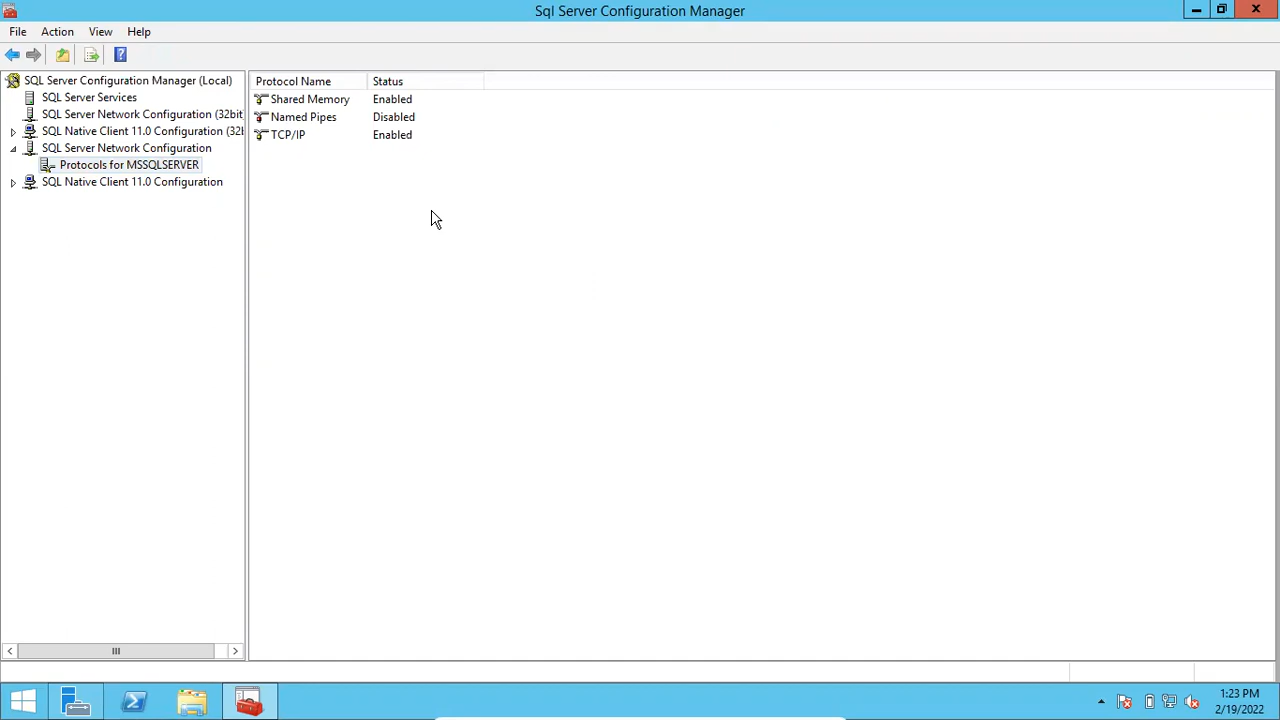 Sql Server Configuration Manager
File Action View Help
SQL Server Configuration Manager (Local)
SQL Server Services
SQL Server Network Configuration (32bit
SQL Native Client 11.0 Configuration (32b
SQL Server Network Configuration
Protocols for MSSQLSERVER
SQL Native Client 11.0 Configuration
Protocol Name Status
Shared Memory Enabled
Named Pipes Disabled
TCP/IP Enabled
1:23 PM
2/19/2022